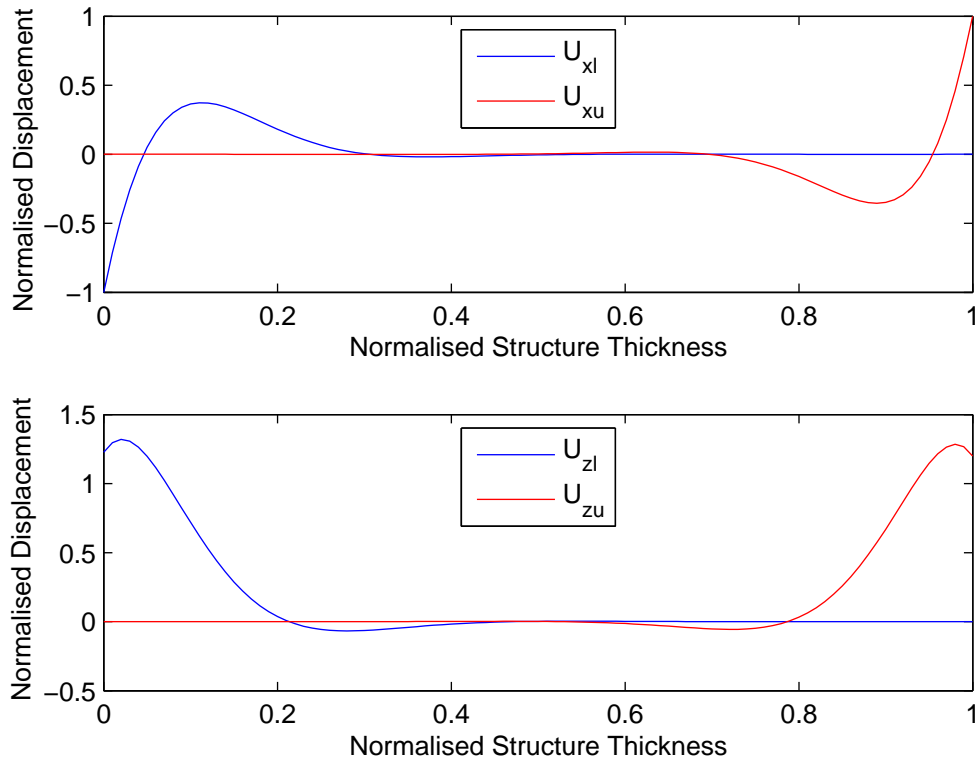 1
0.5
0
−0.5
−1
Normalised Displacement
U_xl
U_xu
0 0.2 0.4 0.6 0.8 1
Normalised Structure Thickness
1.5
1
0.5
0
−0.5
Normalised Displacement
U_zl
U_zu
0 0.2 0.4 0.6 0.8 1
Normalised Structure Thickness